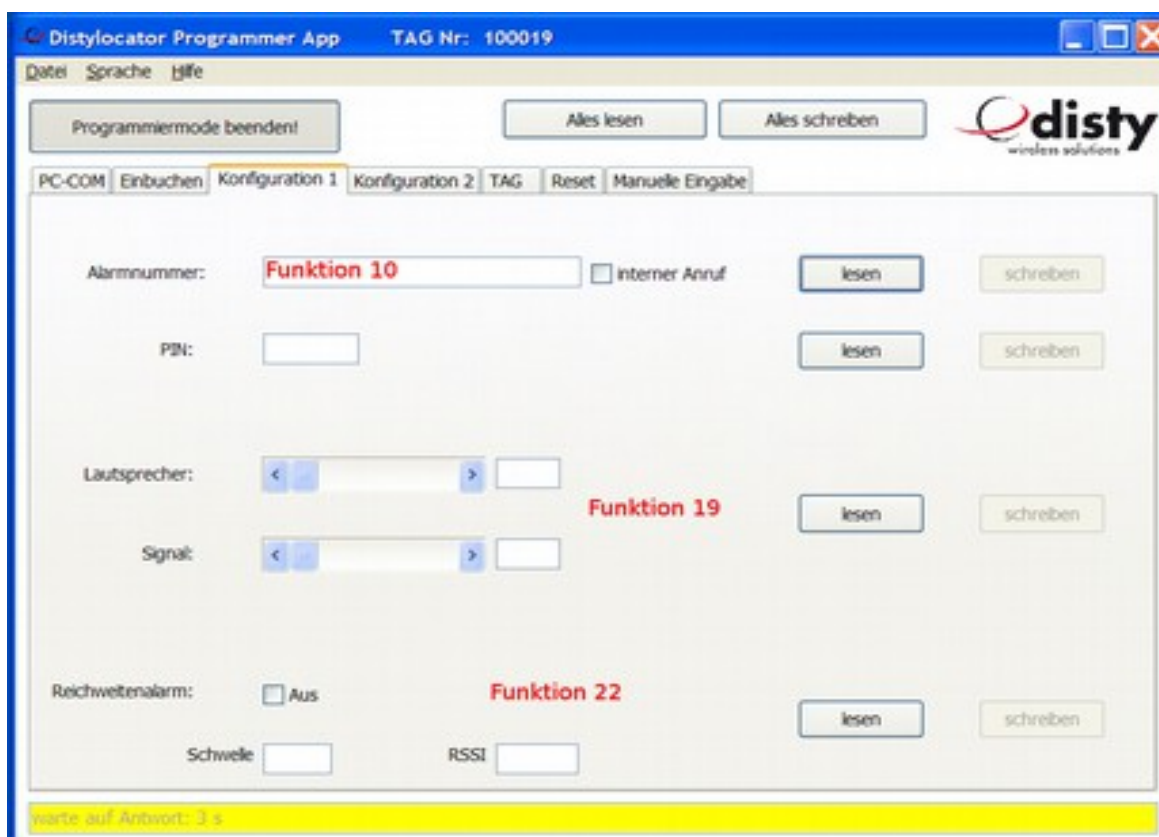 Distylocator Programmer App TAG Nr: 100019
Datei Sprache Hilfe
Programmiermode beenden! Alles lesen Alles schreiben
disty
wireless solutions
PC-COM Einbuchen Konfiguration 1 Konfiguration 2 TAG Reset Manuelle Eingabe
Alarmnummer: Funktion 10 interner Anruf lesen schreiben
PIN: lesen schreiben
Lautsprecher: < >
Funktion 19 lesen schreiben
Signal: < >
Reichweitenalarm: Aus Funktion 22
lesen schreiben
Schwelle RSSI
warte auf Antwort: 3 s